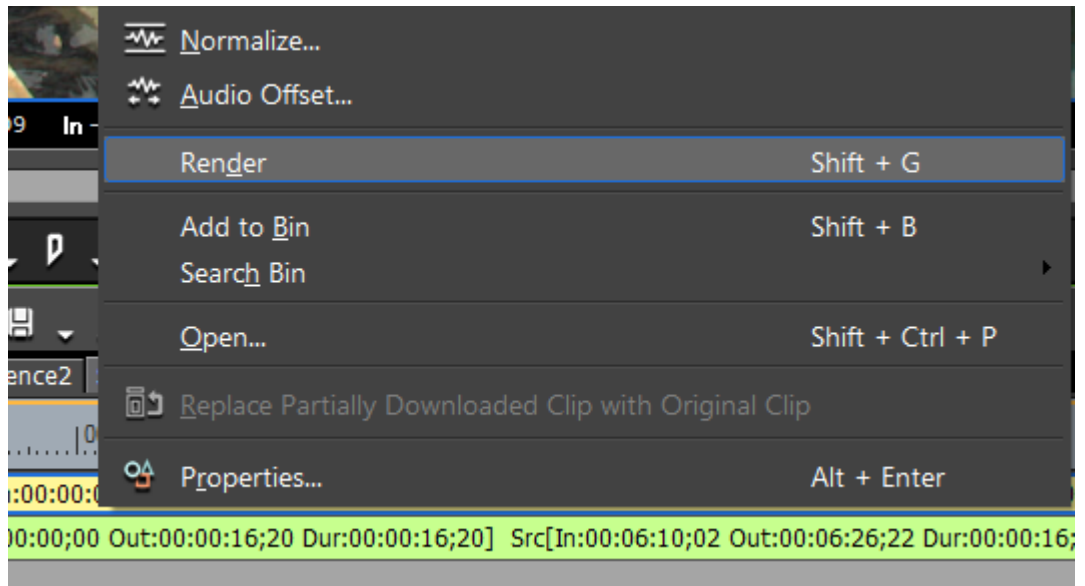 Normalize...
Audio Offset...
09 In -
Render Shift + G
Add to Bin Shift + B
Search Bin
Open... Shift + Ctrl + P
ence2
Replace Partially Downloaded Clip with Original Clip
Properties... Alt + Enter
:00:00:0
00:00;00 Out:00:00:16;20 Dur:00:00:16;20] Src[In:00:06:10;02 Out:00:06:26;22 Dur:00:00:16;